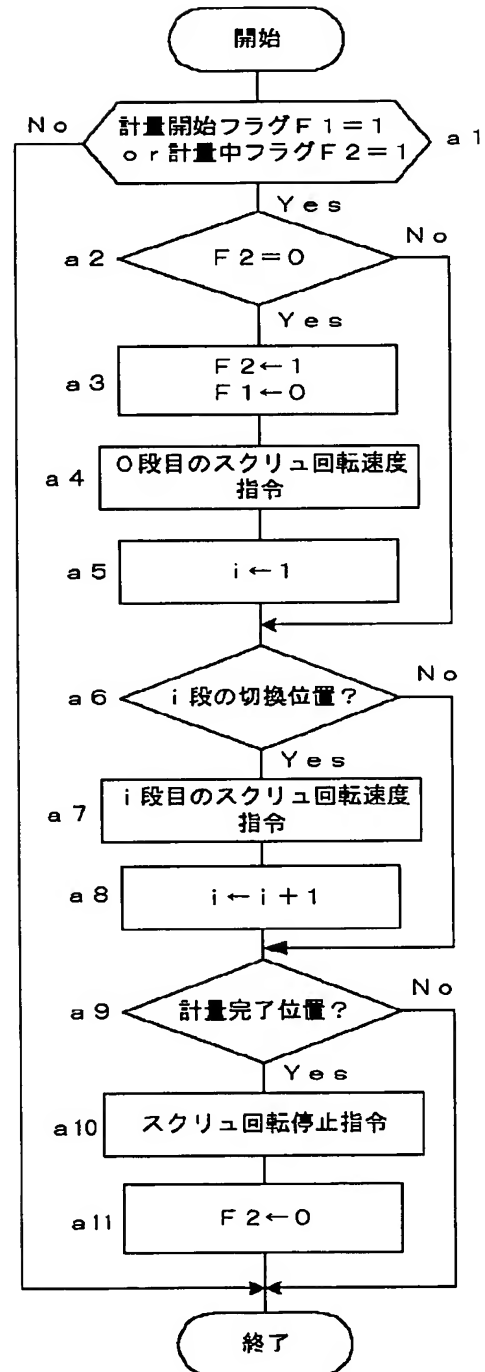 開始
No
計量開始フラグF1=1
or計量中フラグF2=1
a1
Yes
a2
F2=0
No
Yes
a3
F2←1
F1←0
a4
0段目のスクリュ回転速度
指令
a5
i←1
a6
i段の切換位置?
No
Yes
a7
i段目のスクリュ回転速度
指令
a8
i←i+1
a9
計量完了位置?
No
Yes
a10
スクリュ回転停止指令
a11
F2←0
終了